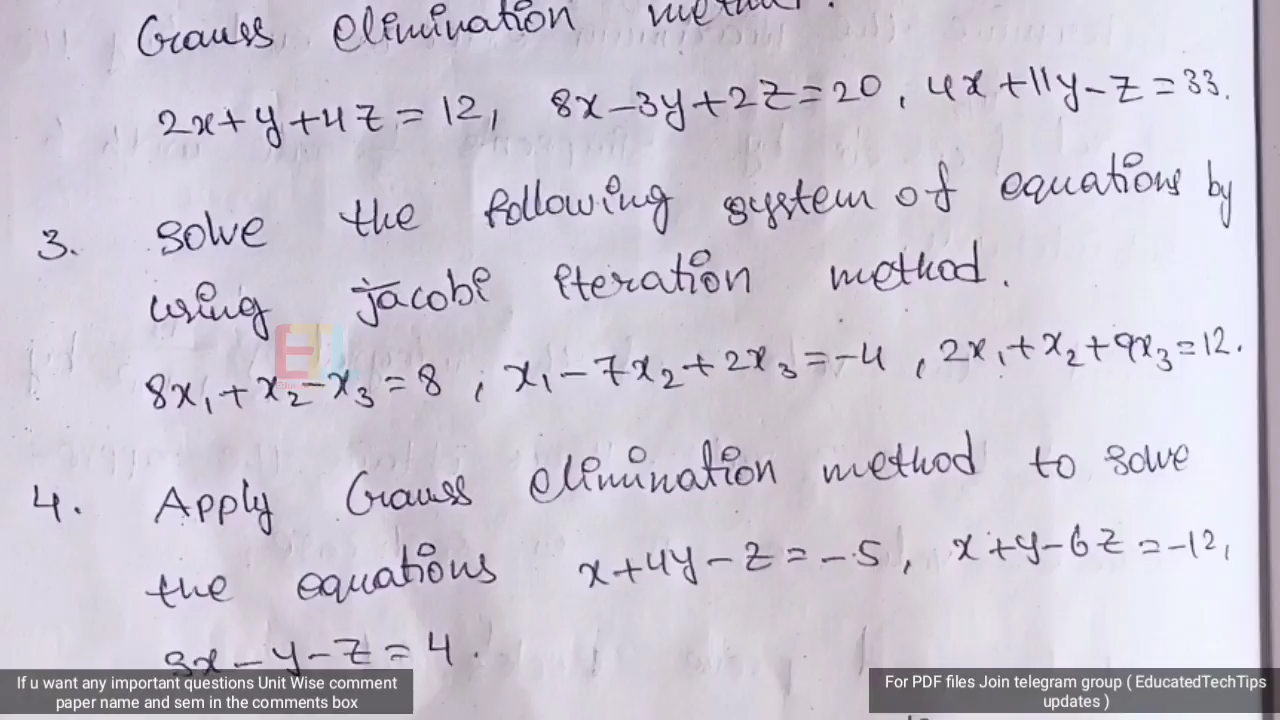 Gauss elimination method.
2x+y+4z=12, 8x-3y+2z=20, 4x+11y-z=33.
3. solve the following system of equations by
using jacobi iteration method.
8x₁+x₂-x₃=8, x₁-7x₂+2x₃=-4, 2x₁+x₂+9x₃=12.
4. Apply Gauss elimination method to solve
the equations x+4y-z=-5, x+y-6z=-12,
3x-y-z=4.
If u want any important questions Unit Wise comment
paper name and sem in the comments box
For PDF files Join telegram group ( EducatedTechTips
updates )